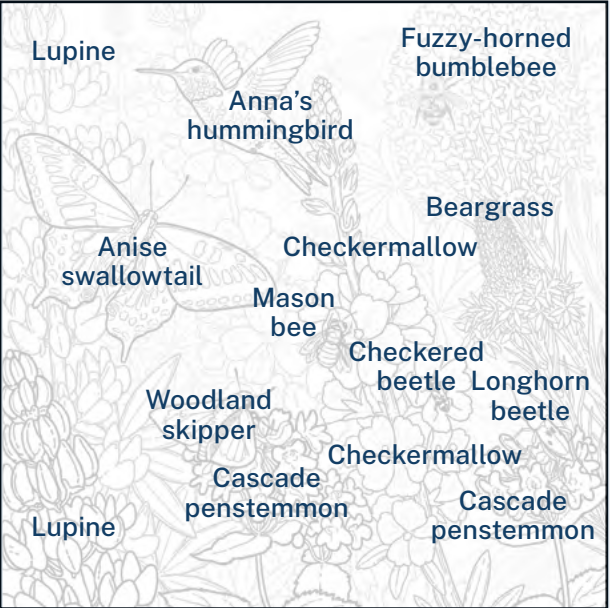 Lupine
Fuzzy-horned
bumblebee
Anna’s
hummingbird
Beargrass
Anise
swallowtail
Checkermallow
Mason
bee
Checkered
beetle
Longhorn
beetle
Woodland
skipper
Checkermallow
Cascade
penstemmon
Cascade
penstemmon
Lupine